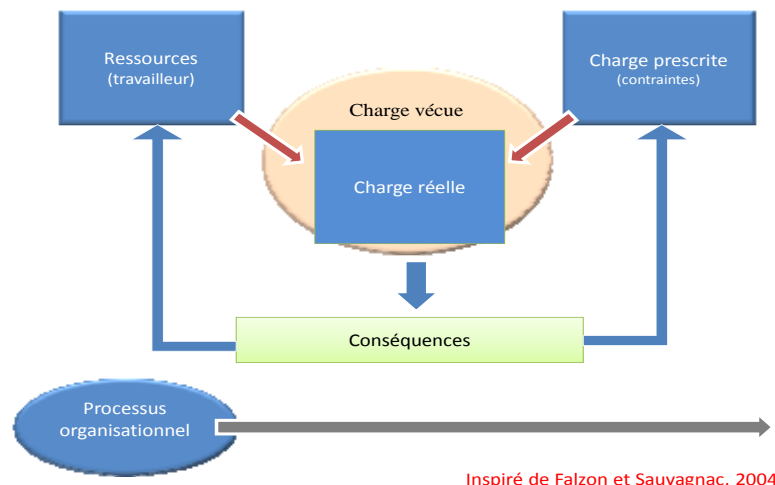 Ressources
(travailleur)
Charge prescrite
(contraintes)
Charge vécue
Charge réelle
Conséquences
Processus
organisationnel
Inspiré de Falzon et Sauvagnac, 2004